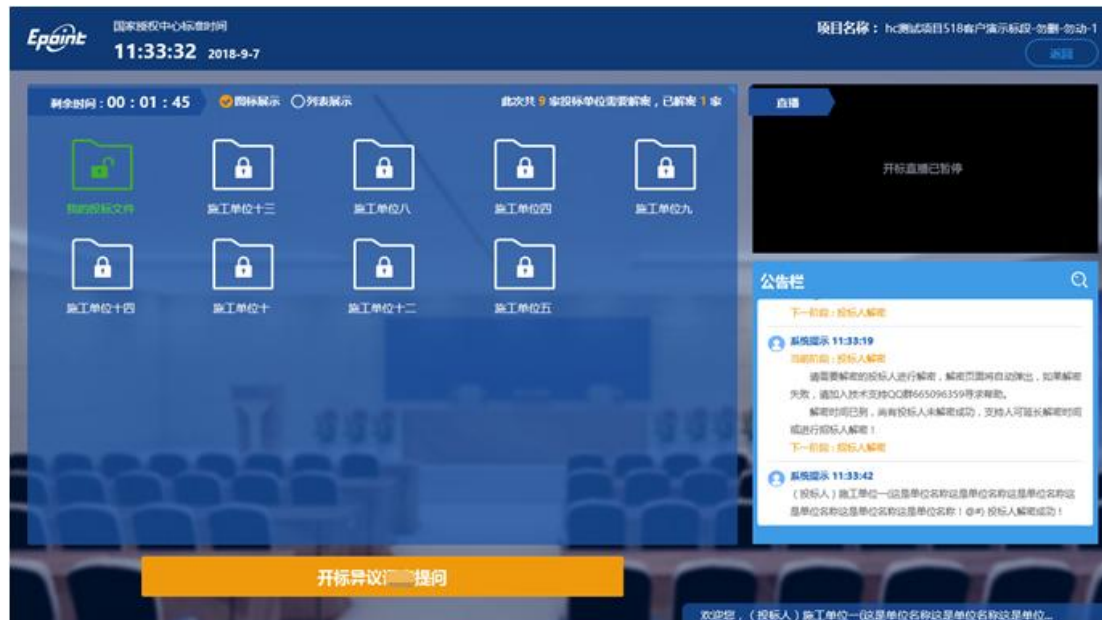 Epoint
国家授权中心标准时间
11:33:32 2018-9-7
项目名称：hc测试项目518客户演示标段-勿删-勿动-1
返回
剩余时间：00：01：45
图标展示
列表展示
此次共 9 家投标单位需要解密，已解密 1 家
我的投标文件
施工单位十三
施工单位八
施工单位四
施工单位九
施工单位十四
施工单位十
施工单位十二
施工单位五
直播
开标直播已暂停
公告栏
下一阶段：投标人解密
系统提示 11:33:19
当前阶段：投标人解密
请需要解密的投标人进行解密，解密页面将自动弹出，如果解密
失败，请加入技术支持QQ群665096359寻求帮助。
解密时间已到，尚有投标人未解密成功，支持人可延长解密时间
或进行招标人解密！
下一阶段：招标人解密
系统提示 11:33:42
（投标人）施工单位一(这是单位名称这是单位名称这是单位名称这
是单位名称这是单位名称这是单位名称！@#) 投标人解密成功！
开标异议 提问
欢迎您，（投标人）施工单位一(这是单位名称这是单位名称这是单位...